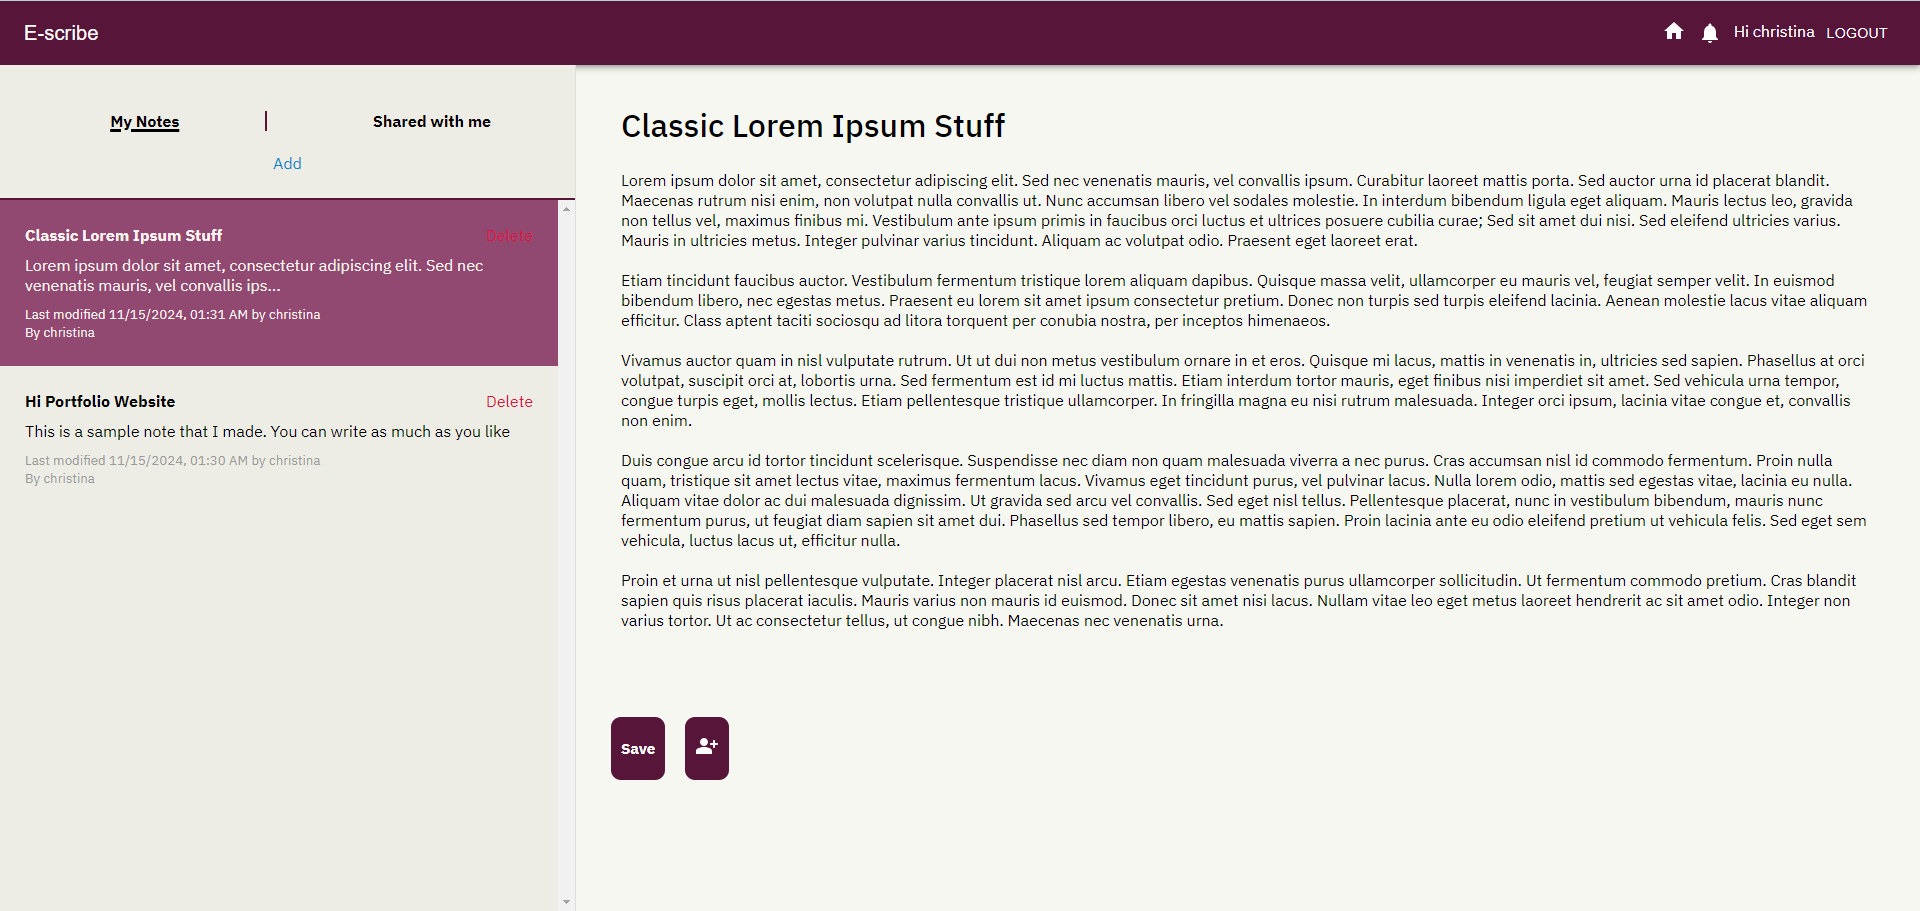 E-scribe
Hi christina LOGOUT
My Notes
Shared with me
Add
Classic Lorem Ipsum Stuff
Delete
Lorem ipsum dolor sit amet, consectetur adipiscing elit. Sed nec
venenatis mauris, vel convallis ips...
Last modified 11/15/2024, 01:31 AM by christina
By christina
Hi Portfolio Website
Delete
This is a sample note that I made. You can write as much as you like
Last modified 11/15/2024, 01:30 AM by christina
By christina
Classic Lorem Ipsum Stuff
Lorem ipsum dolor sit amet, consectetur adipiscing elit. Sed nec venenatis mauris, vel convallis ipsum. Curabitur laoreet mattis porta. Sed auctor urna id placerat blandit.
Maecenas rutrum nisi enim, non volutpat nulla convallis ut. Nunc accumsan libero vel sodales molestie. In interdum bibendum ligula eget aliquam. Mauris lectus leo, gravida
non tellus vel, maximus finibus mi. Vestibulum ante ipsum primis in faucibus orci luctus et ultrices posuere cubilia curae; Sed sit amet dui nisi. Sed eleifend ultricies varius.
Mauris in ultricies metus. Integer pulvinar varius tincidunt. Aliquam ac volutpat odio. Praesent eget laoreet erat.
Etiam tincidunt faucibus auctor. Vestibulum fermentum tristique lorem aliquam dapibus. Quisque massa velit, ullamcorper eu mauris vel, feugiat semper velit. In euismod
bibendum libero, nec egestas metus. Praesent eu lorem sit amet ipsum consectetur pretium. Donec non turpis sed turpis eleifend lacinia. Aenean molestie lacus vitae aliquam
efficitur. Class aptent taciti sociosqu ad litora torquent per conubia nostra, per inceptos himenaeos.
Vivamus auctor quam in nisl vulputate rutrum. Ut ut dui non metus vestibulum ornare in et eros. Quisque mi lacus, mattis in venenatis in, ultricies sed sapien. Phasellus at orci
volutpat, suscipit orci at, lobortis urna. Sed fermentum est id mi luctus mattis. Etiam interdum tortor mauris, eget finibus nisi imperdiet sit amet. Sed vehicula urna tempor,
congue turpis eget, mollis lectus. Etiam pellentesque tristique ullamcorper. In fringilla magna eu nisi rutrum malesuada. Integer orci ipsum, lacinia vitae congue et, convallis
non enim.
Duis congue arcu id tortor tincidunt scelerisque. Suspendisse nec diam non quam malesuada viverra a nec purus. Cras accumsan nisl id commodo fermentum. Proin nulla
quam, tristique sit amet lectus vitae, maximus fermentum lacus. Vivamus eget tincidunt purus, vel pulvinar lacus. Nulla lorem odio, mattis sed egestas vitae, lacinia eu nulla.
Aliquam vitae dolor ac dui malesuada dignissim. Ut gravida sed arcu vel convallis. Sed eget nisl tellus. Pellentesque placerat, nunc in vestibulum bibendum, mauris nunc
fermentum purus, ut feugiat diam sapien sit amet dui. Phasellus sed tempor libero, eu mattis sapien. Proin lacinia ante eu odio eleifend pretium ut vehicula felis. Sed eget sem
vehicula, luctus lacus ut, efficitur nulla.
Proin et urna ut nisl pellentesque vulputate. Integer placerat nisl arcu. Etiam egestas venenatis purus ullamcorper sollicitudin. Ut fermentum commodo pretium. Cras blandit
sapien quis risus placerat iaculis. Mauris varius non mauris id euismod. Donec sit amet nisi lacus. Nullam vitae leo eget metus laoreet hendrerit ac sit amet odio. Integer non
varius tortor. Ut ac consectetur tellus, ut congue nibh. Maecenas nec venenatis urna.
Save